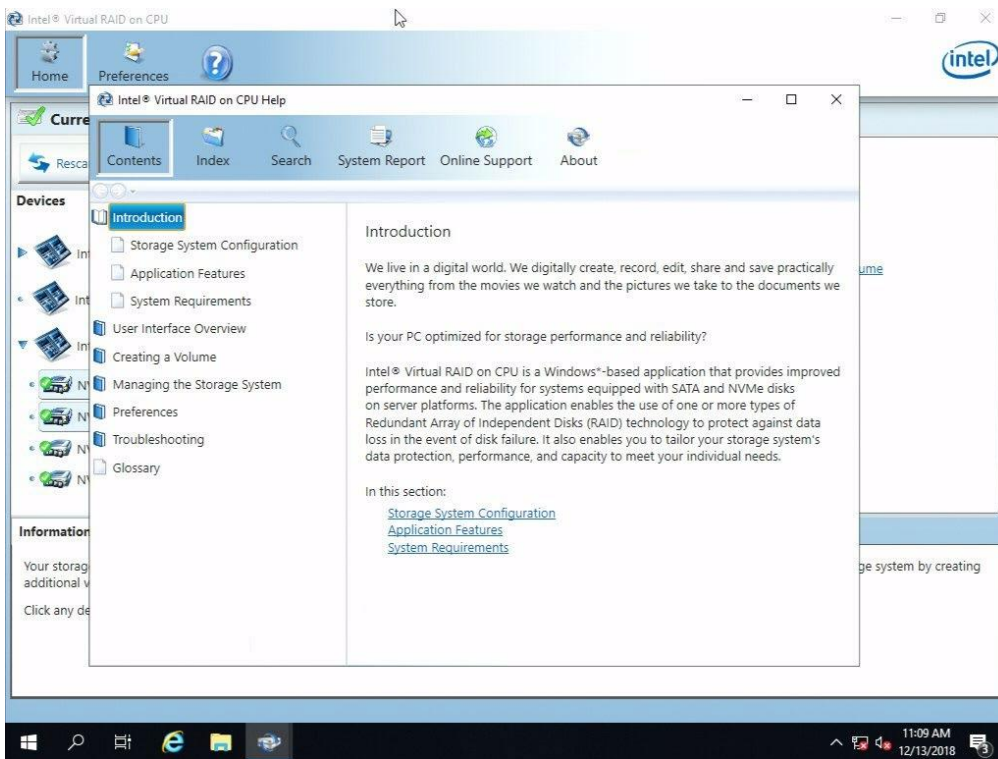 Intel® Virtual RAID on CPU
Home
Preferences
intel
Intel® Virtual RAID on CPU Help
Contents
Index
Search
System Report
Online Support
About
Devices
Introduction
Storage System Configuration
Application Features
System Requirements
User Interface Overview
Creating a Volume
Managing the Storage System
Preferences
Troubleshooting
Glossary
Introduction
We live in a digital world. We digitally create, record, edit, share and save practically
everything from the movies we watch and the pictures we take to the documents we
store.
Is your PC optimized for storage performance and reliability?
Intel® Virtual RAID on CPU is a Windows*-based application that provides improved
performance and reliability for systems equipped with SATA and NVMe disks
on server platforms. The application enables the use of one or more types of
Redundant Array of Independent Disks (RAID) technology to protect against data
loss in the event of disk failure. It also enables you to tailor your storage system's
data protection, performance, and capacity to meet your individual needs.
In this section:
Storage System Configuration
Application Features
System Requirements
Information
Your storag
ge system by creating
additional v
Click any de
11:09 AM
12/13/2018
3